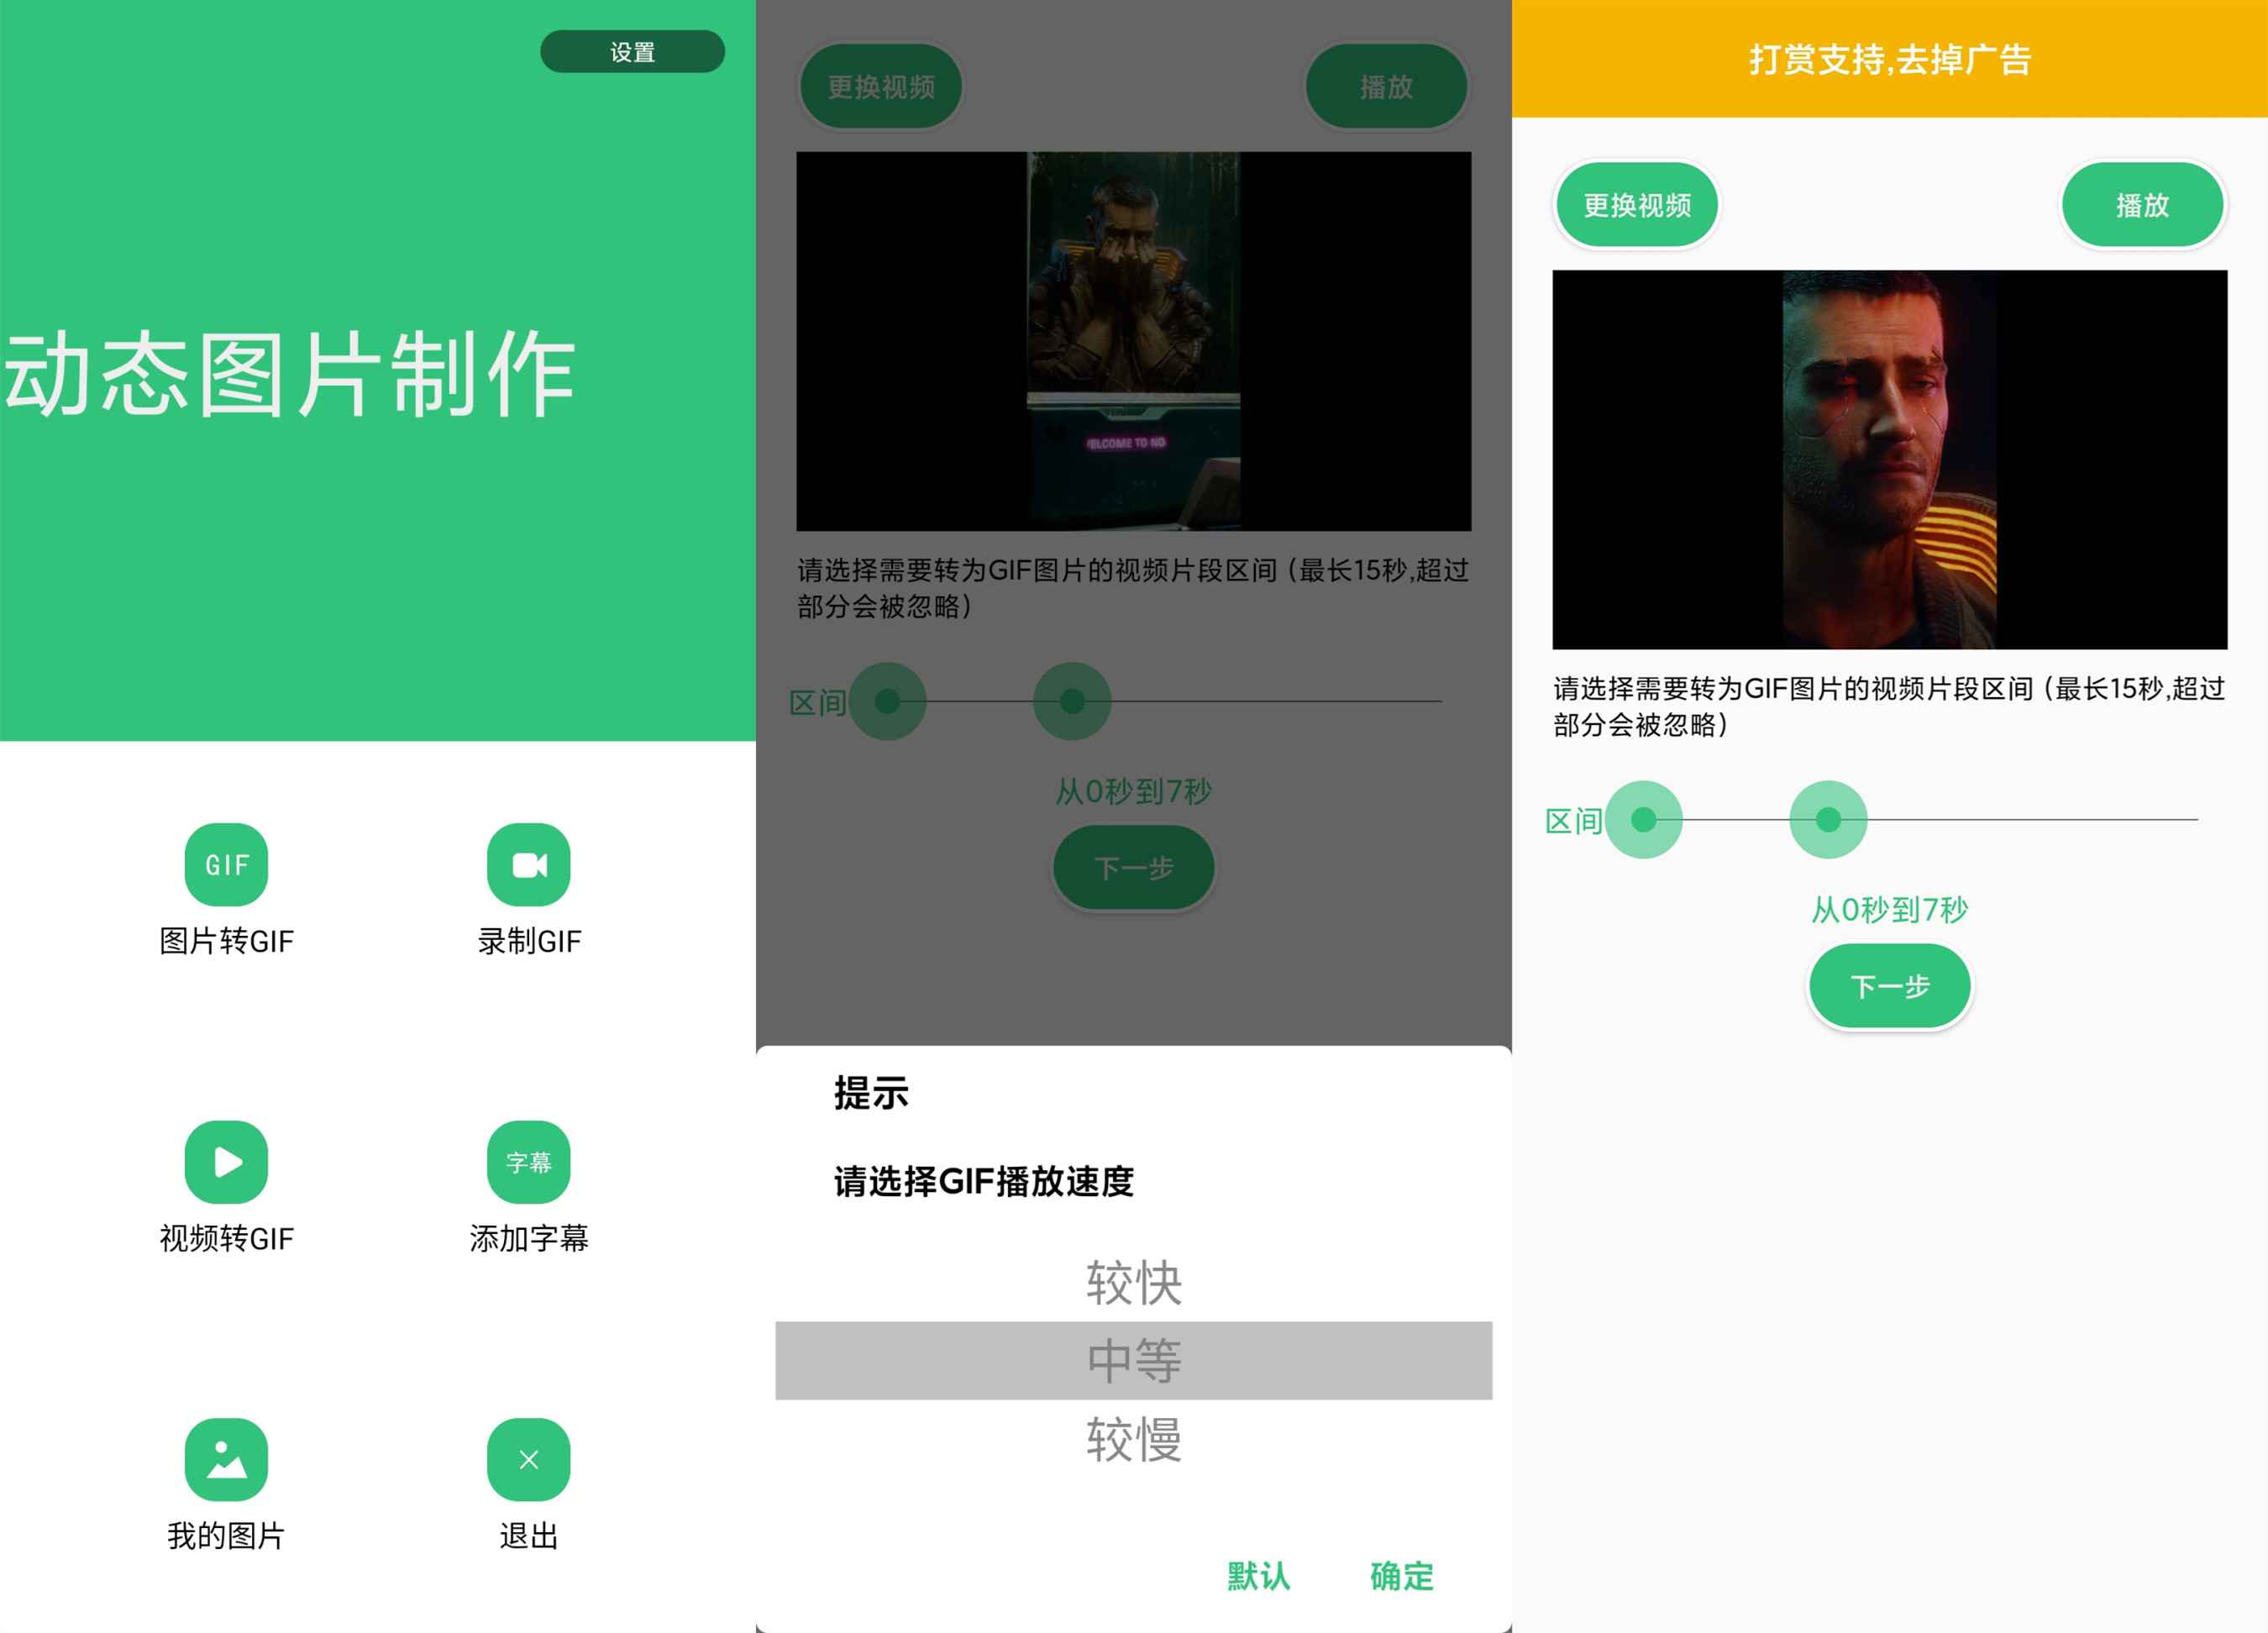 设置
动态图片制作
GIF
图片转GIF
录制GIF
视频转GIF
字幕
添加字幕
我的图片
退出
更换视频
播放
ELCOME TO NO
请选择需要转为GIF图片的视频片段区间（最长15秒,超过
部分会被忽略）
区间
从0秒到7秒
下一步
提示
请选择GIF播放速度
较快
中等
较慢
默认
确定
打赏支持,去掉广告
更换视频
播放
请选择需要转为GIF图片的视频片段区间（最长15秒,超过
部分会被忽略）
区间
从0秒到7秒
下一步